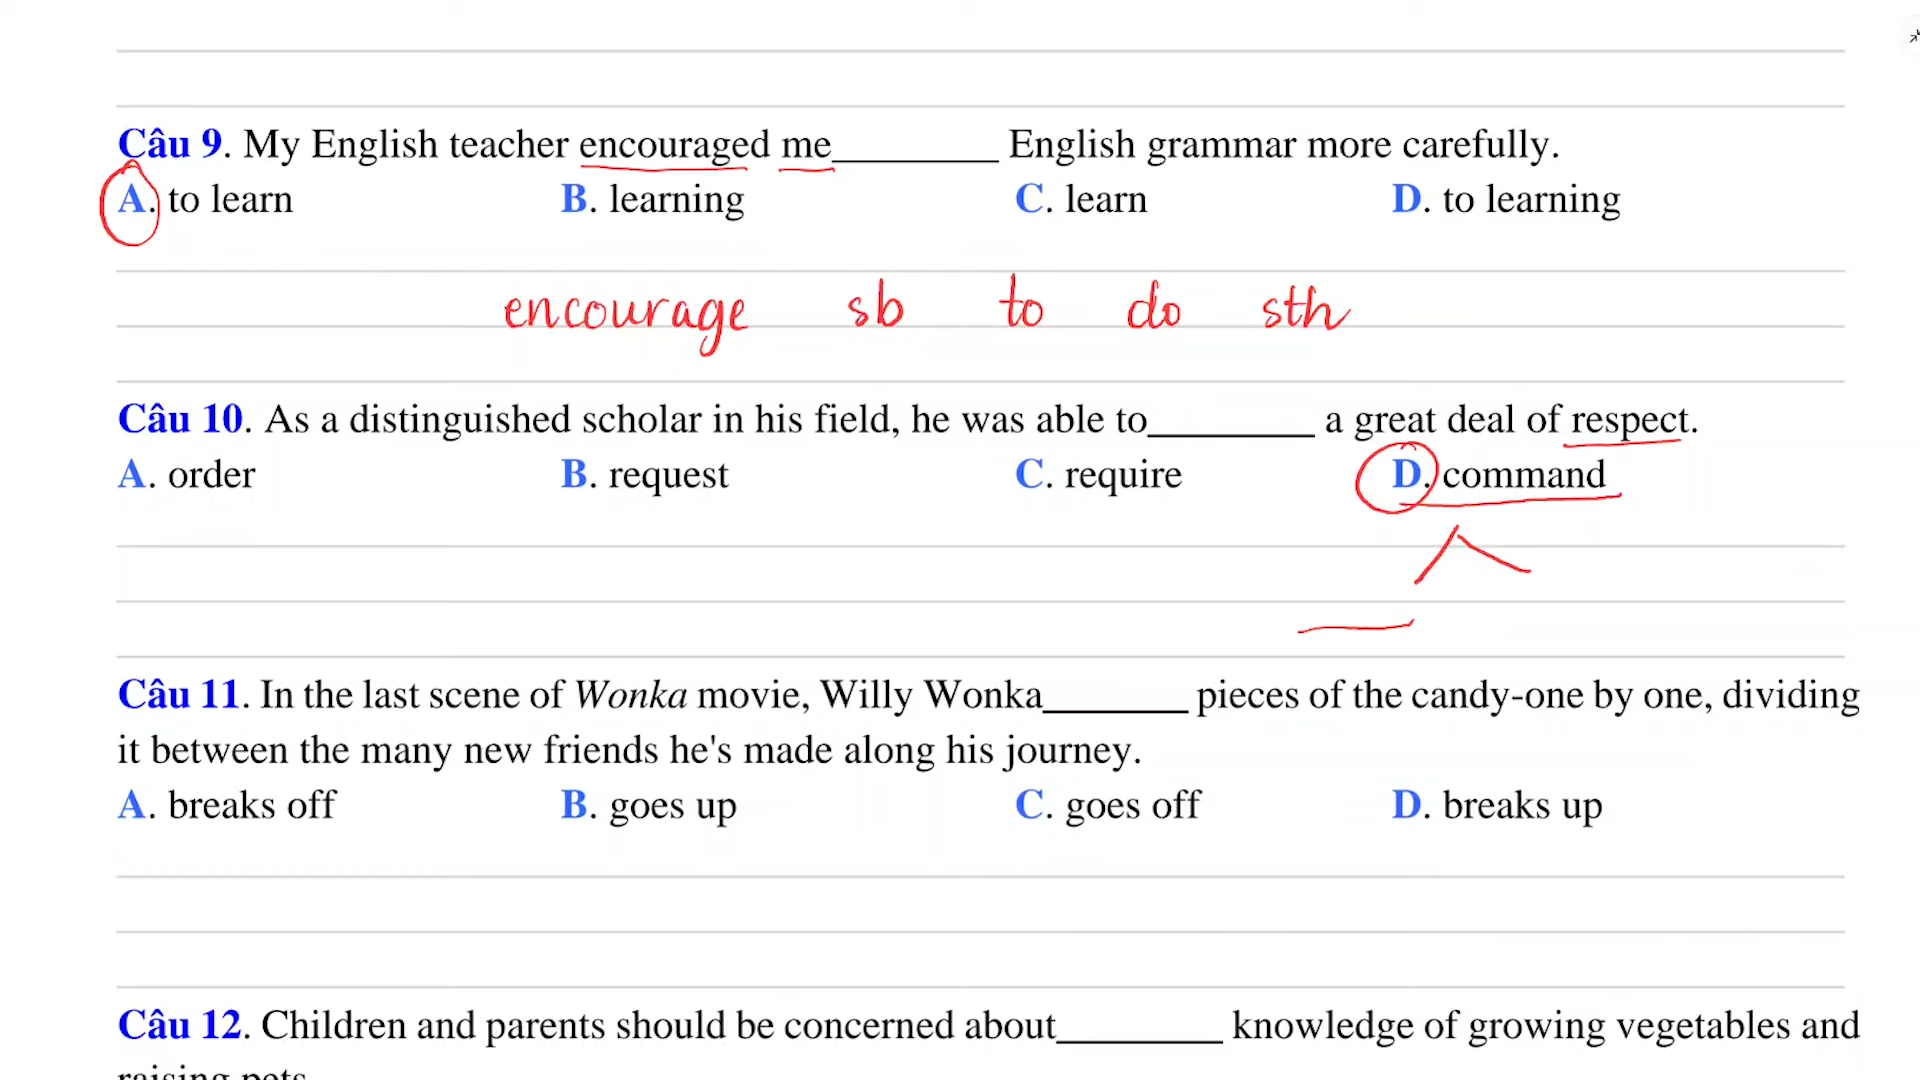 Câu 9. My English teacher encouraged me________ English grammar more carefully.
A. to learn B. learning C. learn D. to learning
encourage sb to do sth
Câu 10. As a distinguished scholar in his field, he was able to________ a great deal of respect.
A. order B. request C. require D. command
Câu 11. In the last scene of Wonka movie, Willy Wonka_______ pieces of the candy-one by one, dividing
it between the many new friends he's made along his journey.
A. breaks off B. goes up C. goes off D. breaks up
Câu 12. Children and parents should be concerned about________ knowledge of growing vegetables and
raising pets.